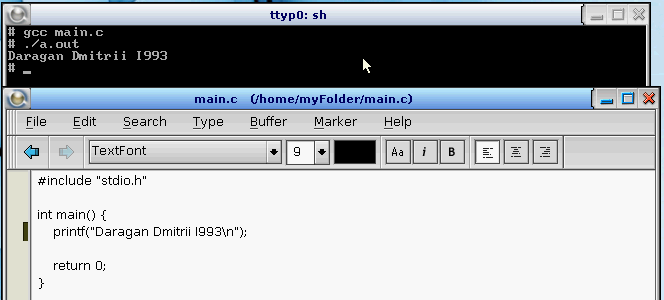 ttyp0: sh
# gcc main.c
# ./a.out
Daragan Dmitrii I993
# _
main.c (/home/myFolder/main.c)
File Edit Search Type Buffer Marker Help
TextFont 9 Aa i B
#include "stdio.h"
int main() {
printf("Daragan Dmitrii I993\n");
return 0;
}